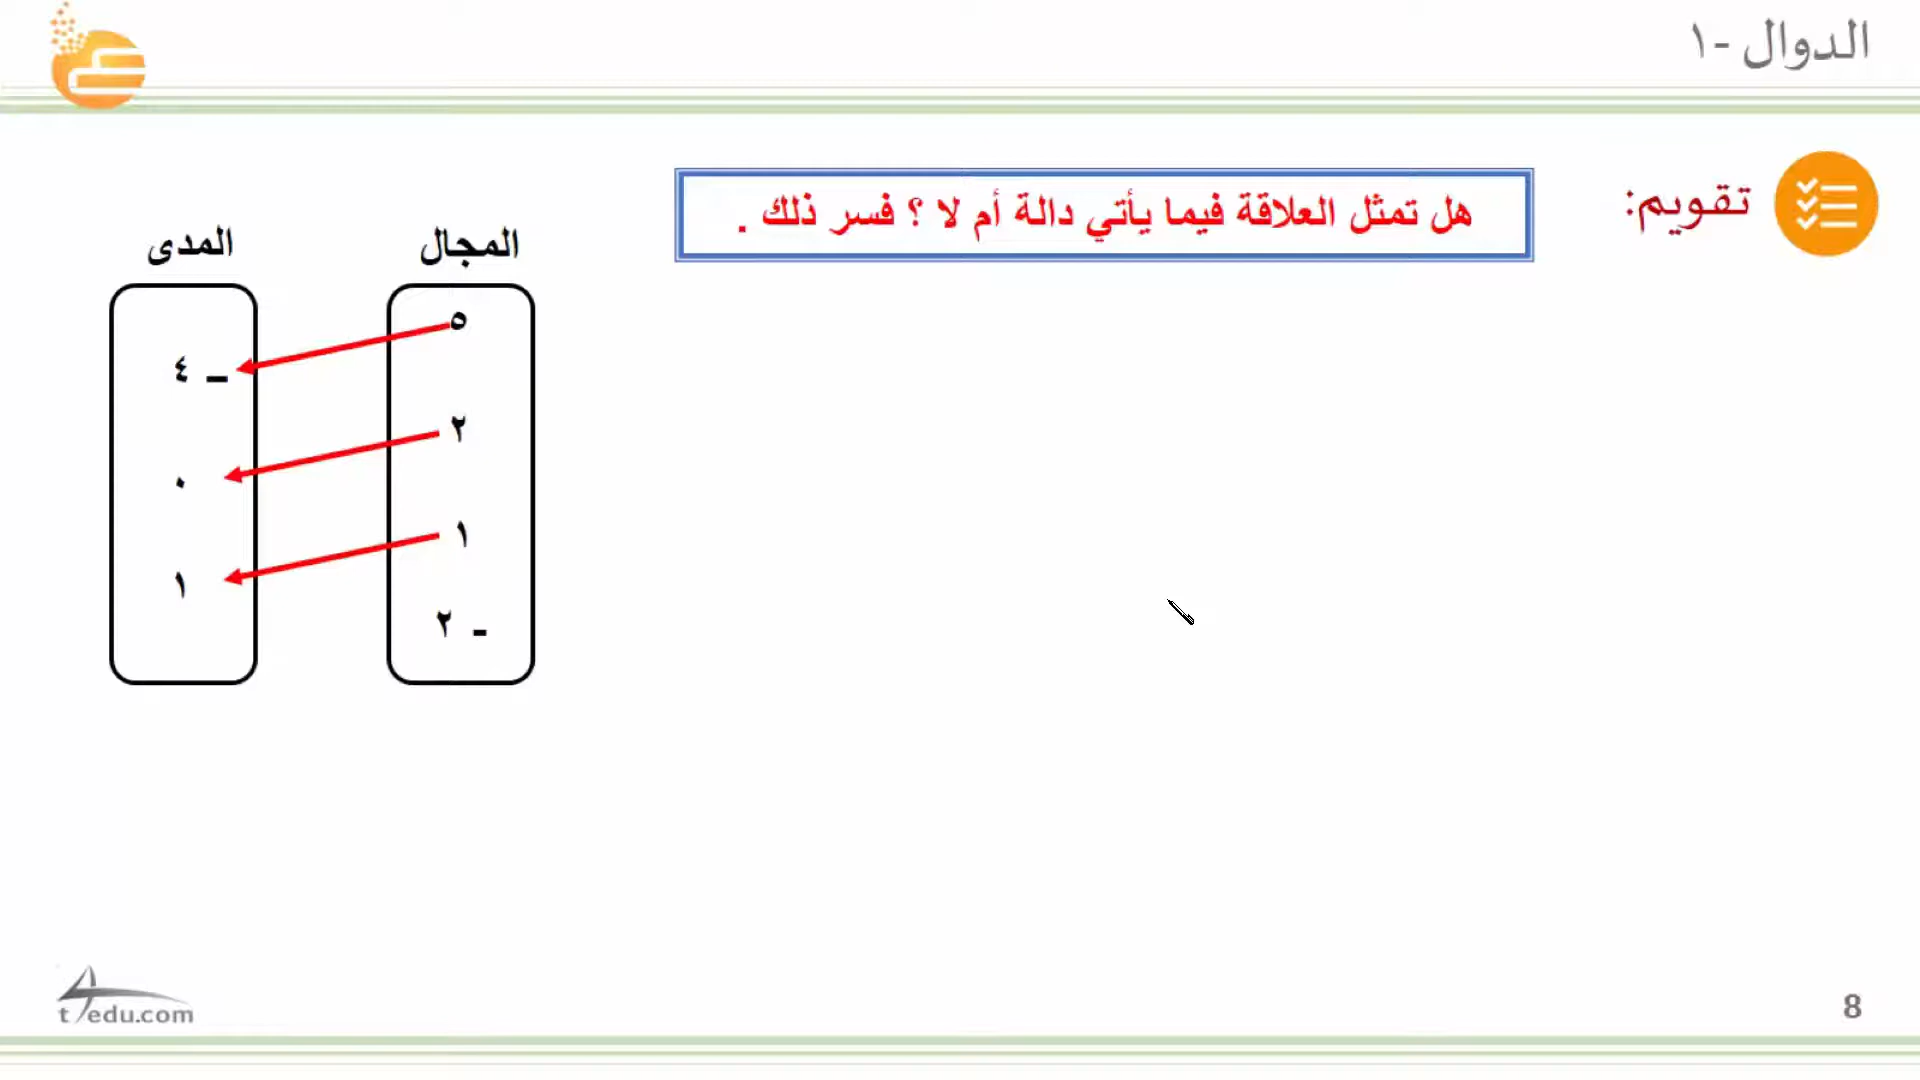 الدوال -١
تقويم:
هل تمثل العلاقة فيما يأتي دالة أم لا ؟ فسر ذلك .
المجال
المدى
٥
- ٤
٢
٠
١
١
- ٢
t4edu.com
8